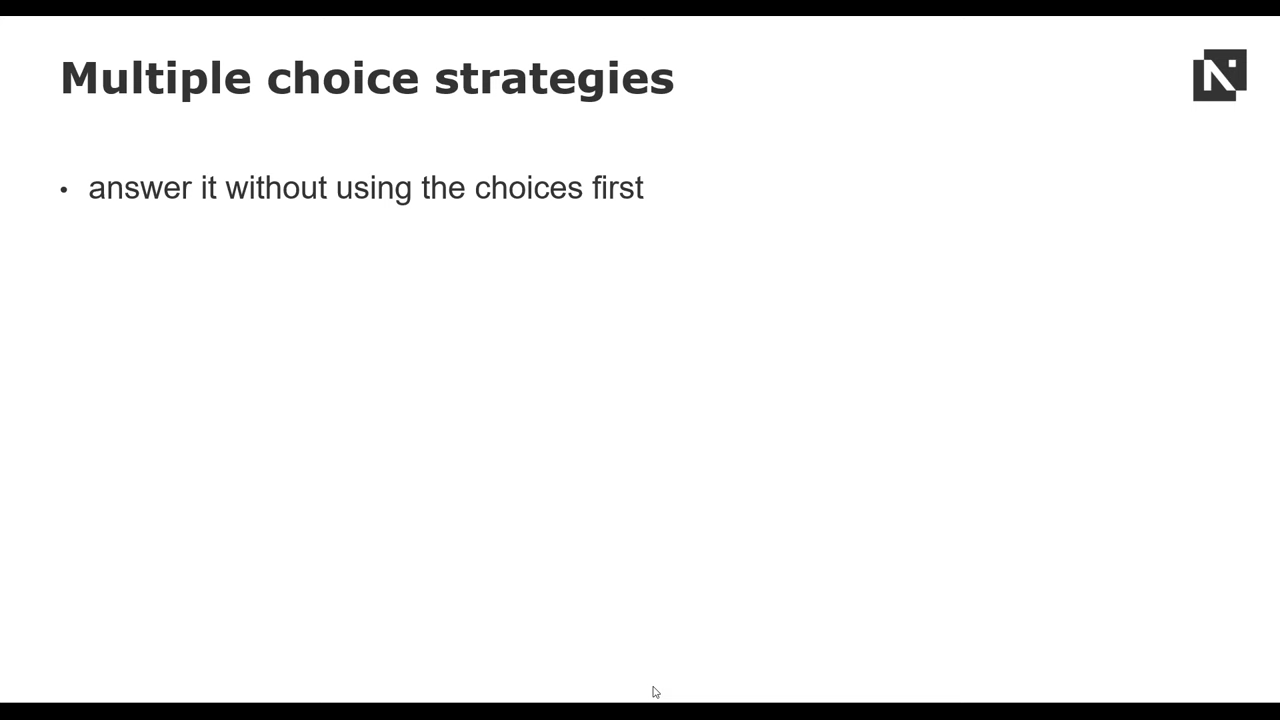 Multiple choice strategies
• answer it without using the choices first